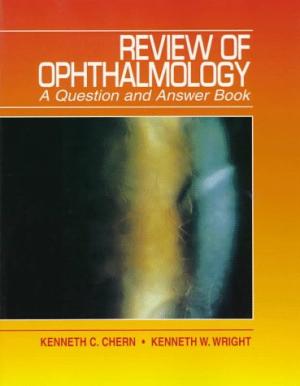 REVIEW OF
OPHTHALMOLOGY
A Question and Answer Book
KENNETH C. CHERN • KENNETH W. WRIGHT